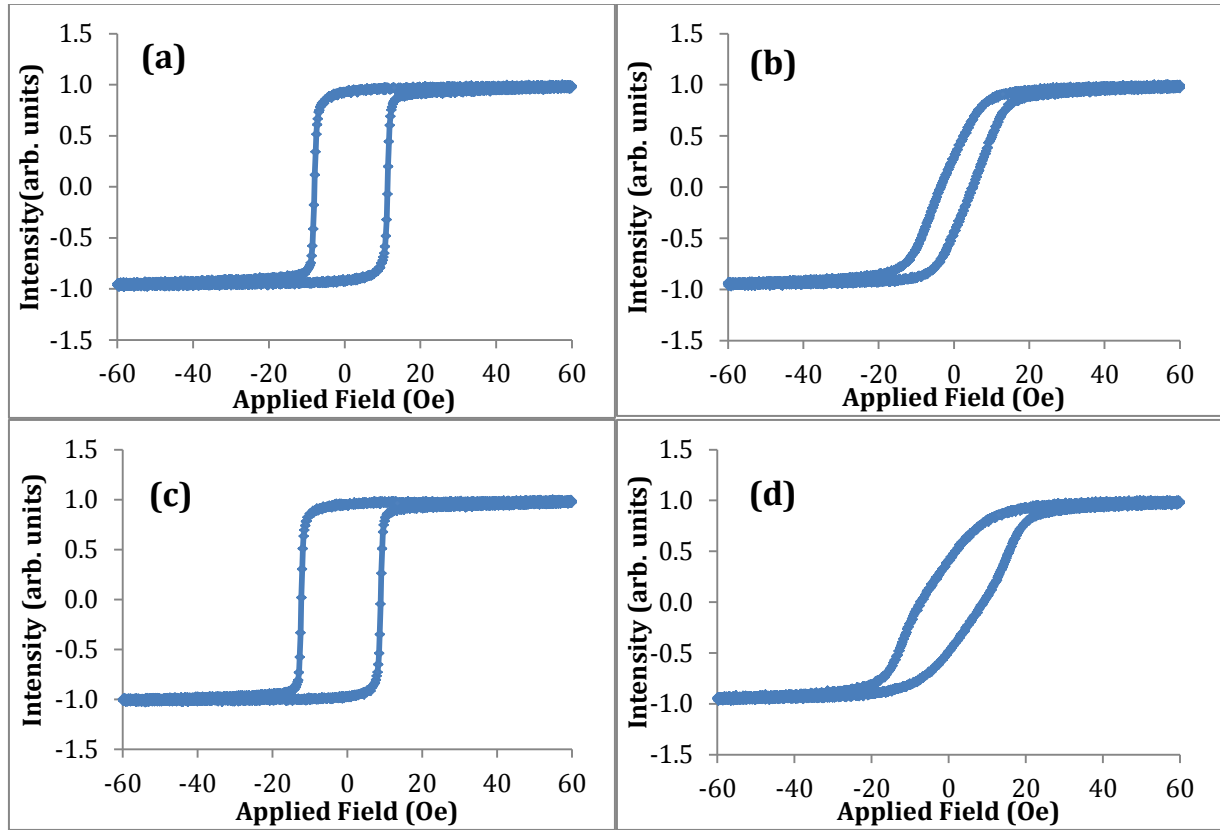 (a)
Intensity(arb. units)
1.5
1.0
0.5
0.0
-0.5
-1.0
-1.5
-60 -40 -20 0 20 40 60
Applied Field (Oe)
(b)
Intensity (arb. units)
1.5
1.0
0.5
0.0
-0.5
-1.0
-1.5
-60 -40 -20 0 20 40 60
Applied Field (Oe)
(c)
Intensity (arb. units)
1.5
1.0
0.5
0.0
-0.5
-1.0
-1.5
-60 -40 -20 0 20 40 60
Applied Field (Oe)
(d)
Intensity (arb. units)
1.5
1.0
0.5
0.0
-0.5
-1.0
-1.5
-60 -40 -20 0 20 40 60
Applied Field (Oe)